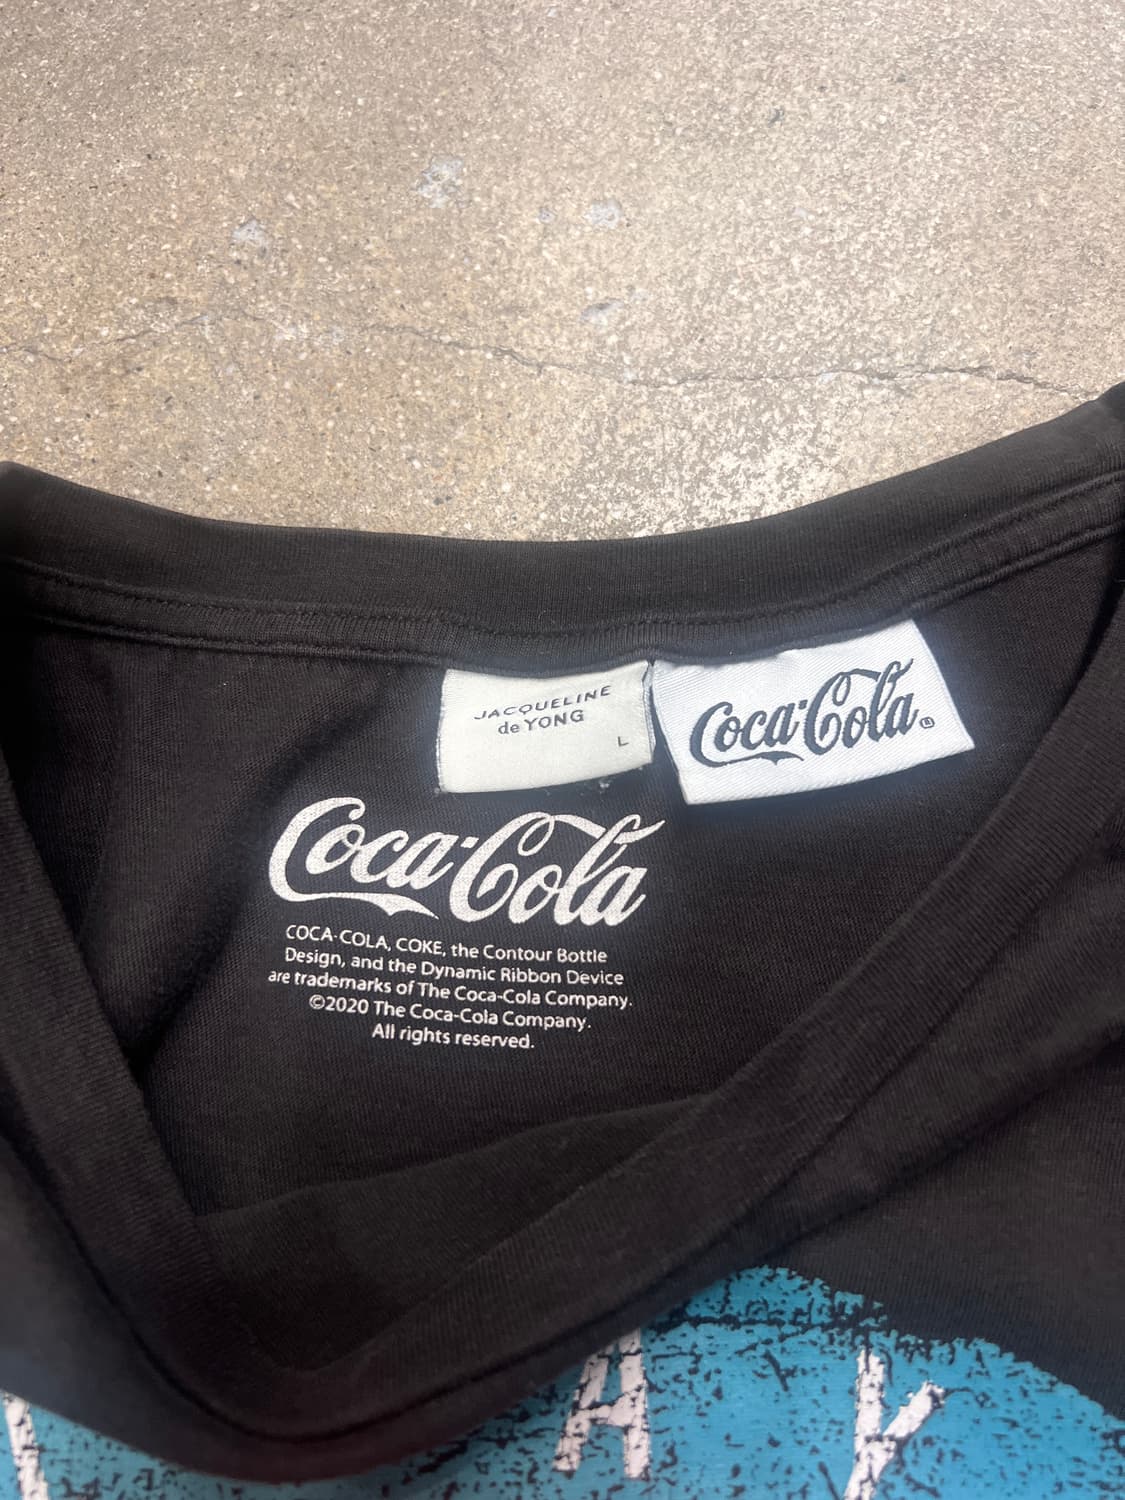 JACQUELINE
de YONG
L
Coca-Cola®
Coca-Cola
COCA-COLA, COKE, the Contour Bottle
Design, and the Dynamic Ribbon Device
are trademarks of The Coca-Cola Company.
©2020 The Coca-Cola Company.
All rights reserved.
A Y